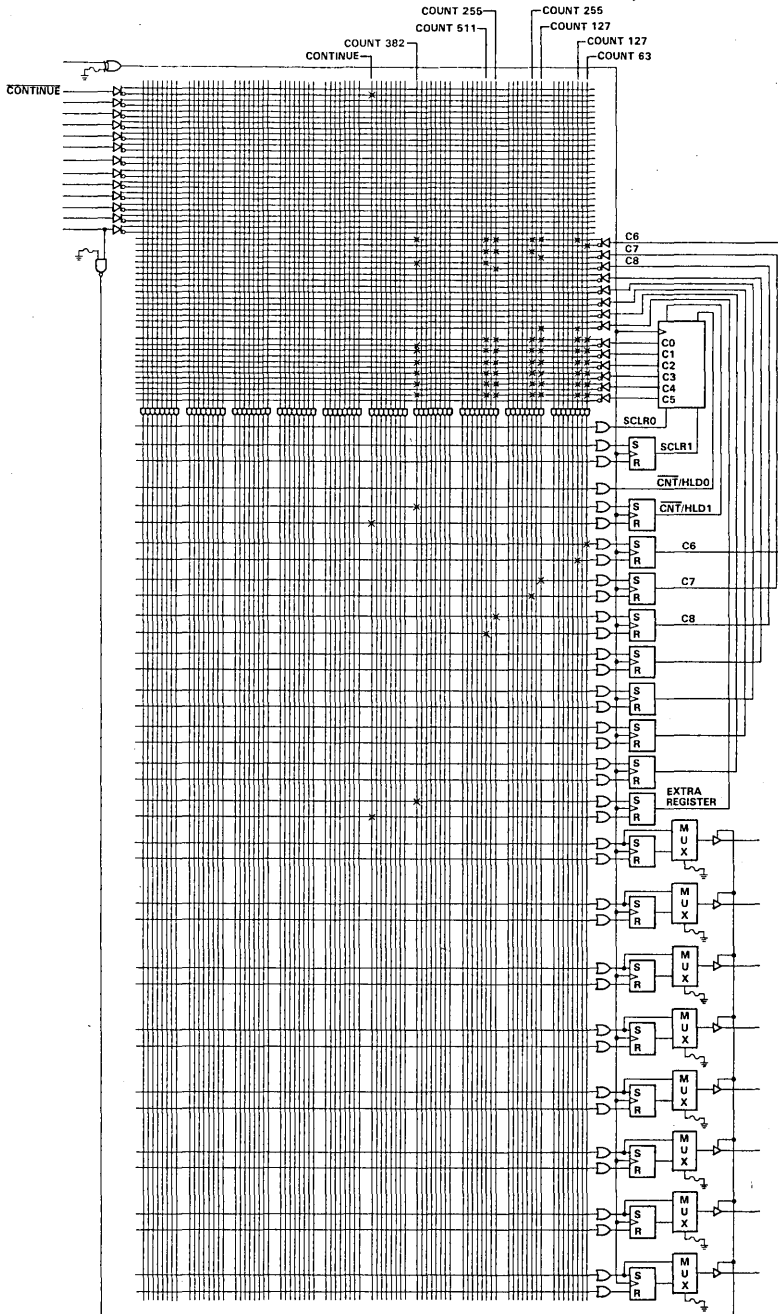 COUNT 255
COUNT 255
COUNT 511
COUNT 127
COUNT 382
COUNT 127
CONTINUE
COUNT 63
CONTINUE
C6
C7
C8
C0
C1
C2
C3
C4
C5
SCLR0
S
R
SCLR1
CNT/HLD0
S
R
CNT/HLD1
S
R
C6
S
R
C7
S
R
C8
S
R
S
R
S
R
S
R
EXTRA
REGISTER
S
R
M
U
X
S
R
M
U
X
S
R
M
U
X
S
R
M
U
X
S
R
M
U
X
S
R
M
U
X
S
R
M
U
X
S
R
M
U
X
S
R